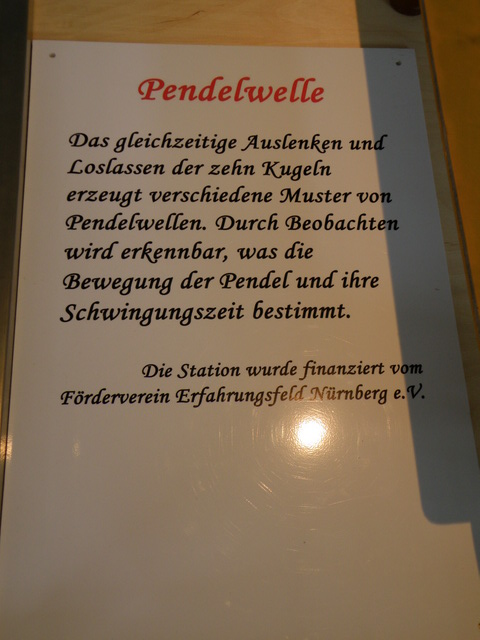 Pendelwelle
Das gleichzeitige Auslenken und
Loslassen der zehn Kugeln
erzeugt verschiedene Muster von
Pendelwellen. Durch Beobachten
wird erkennbar, was die
Bewegung der Pendel und ihre
Schwingungszeit bestimmt.
Die Station wurde finanziert vom
Förderverein Erfahrungsfeld Nürnberg e.V.